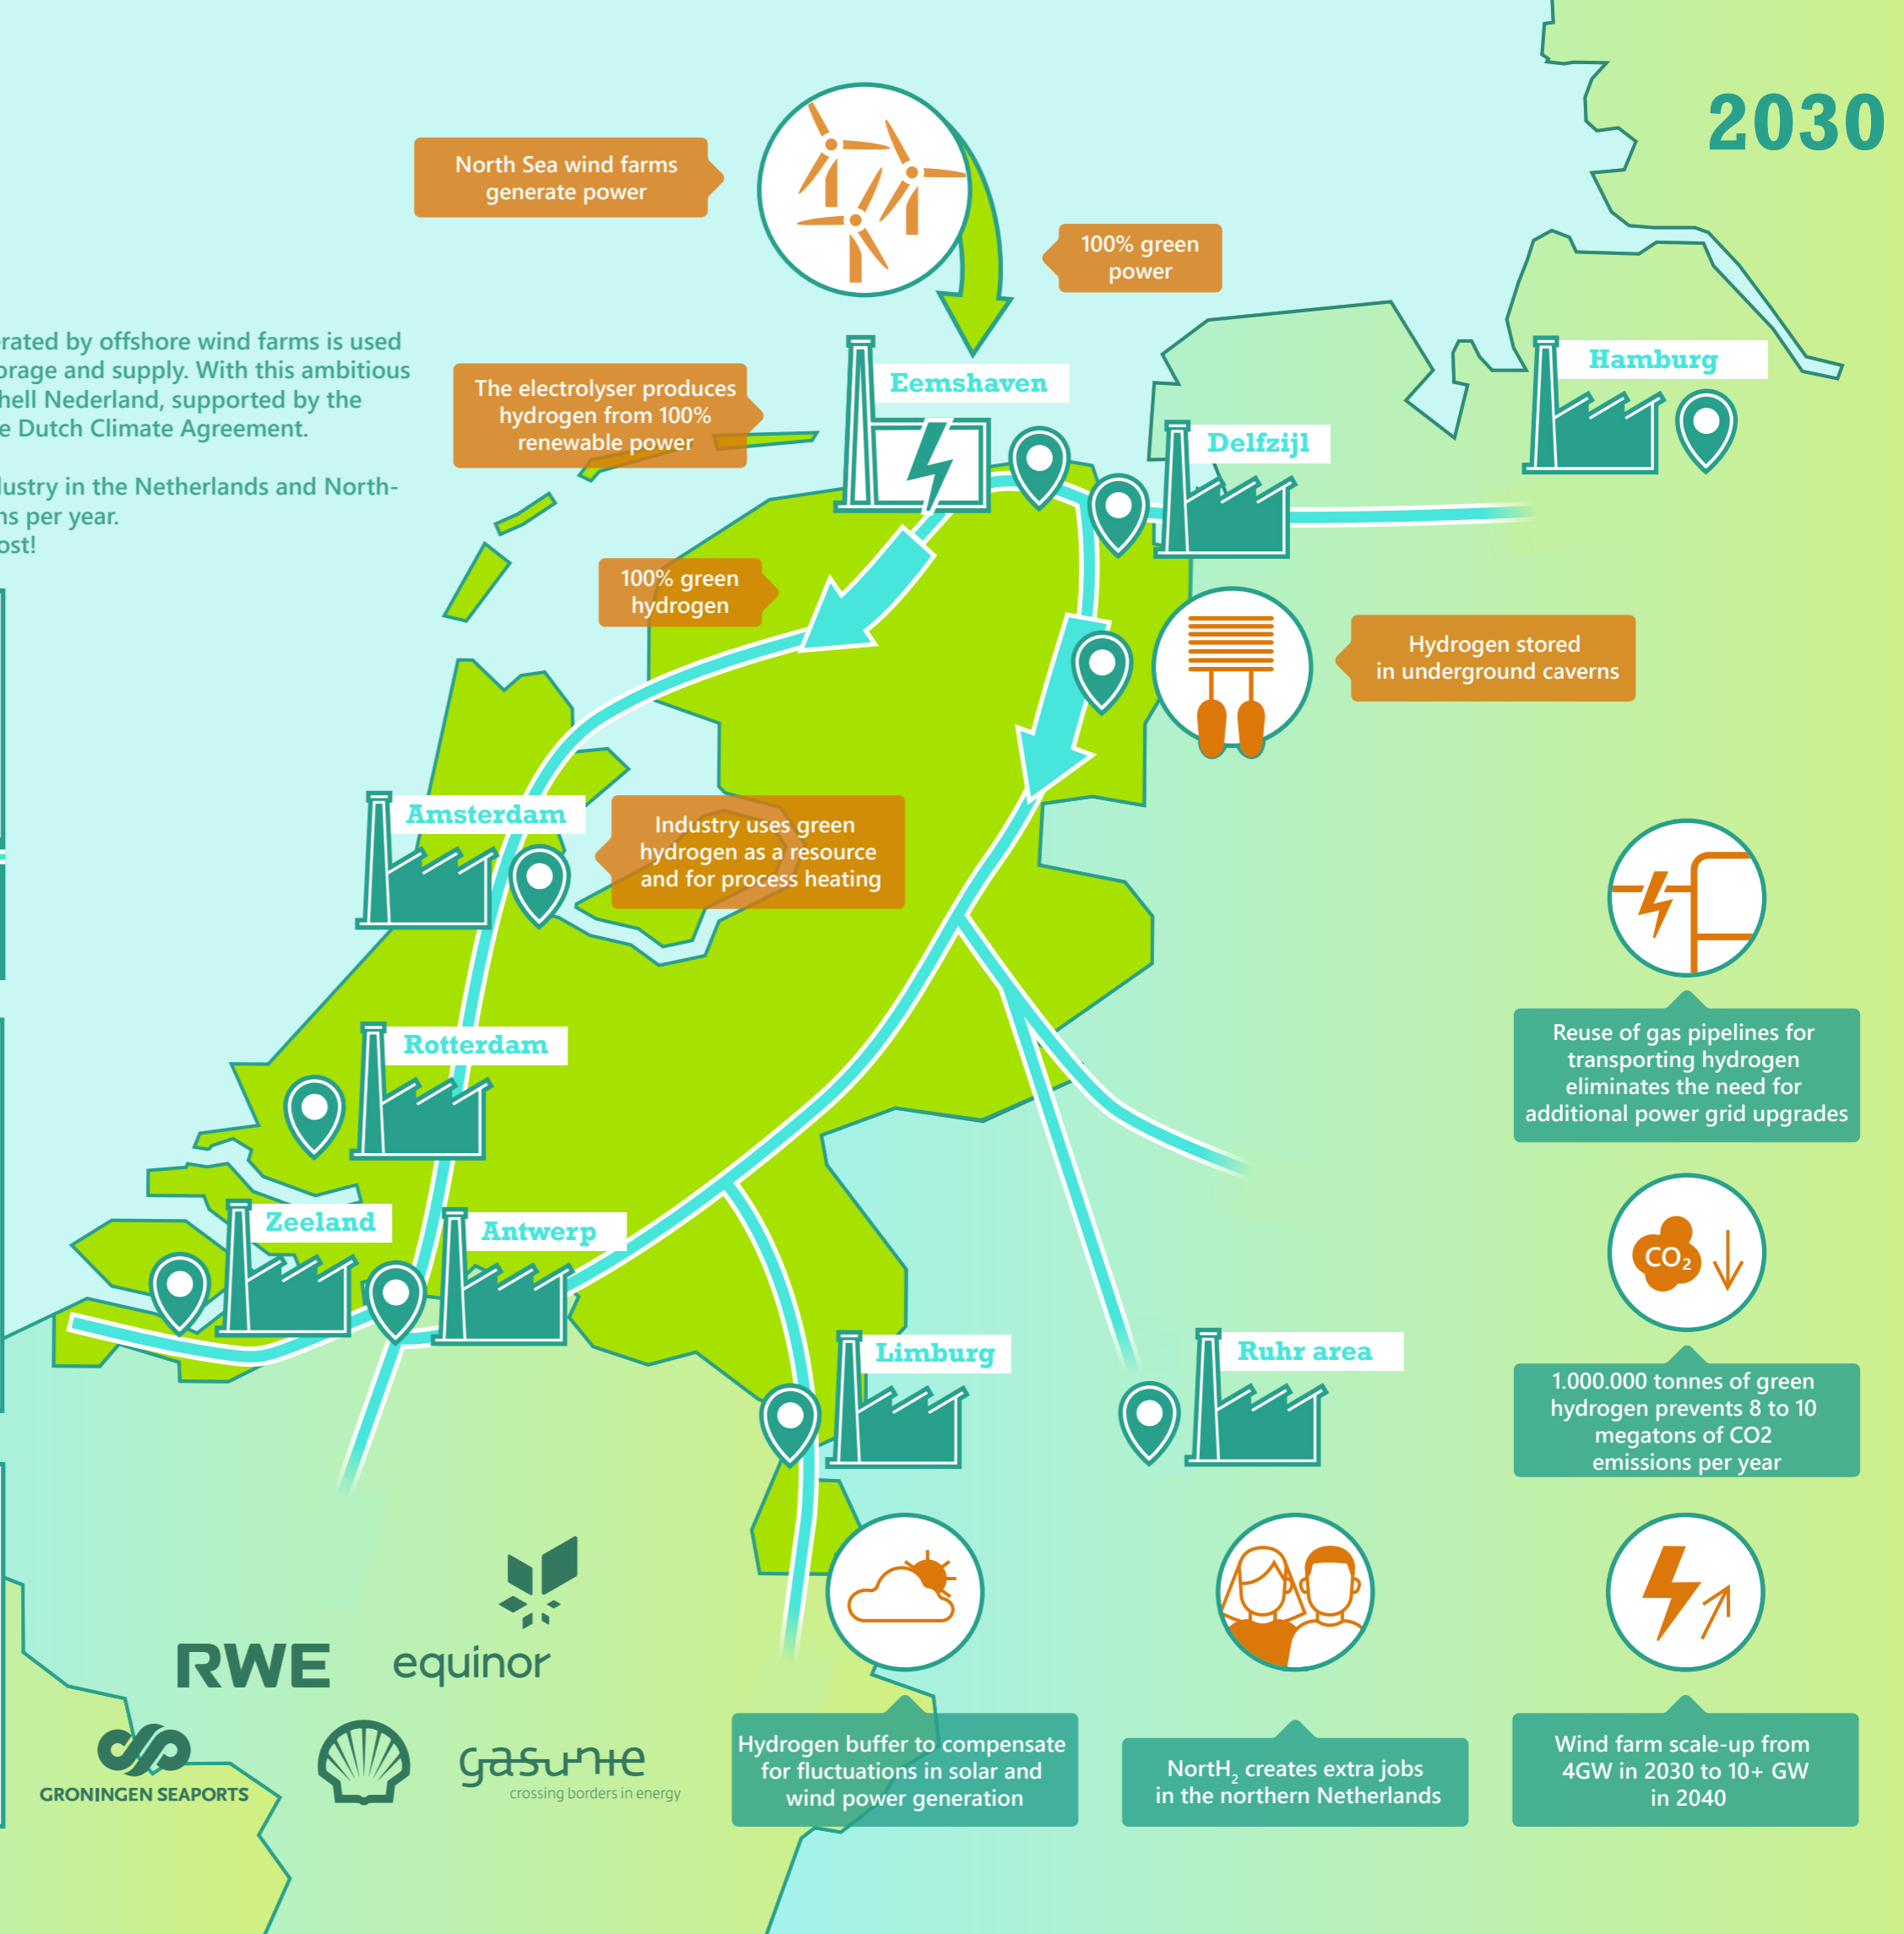 2030
North Sea wind farms
generate power
100% green
power
erated by offshore wind farms is used
orage and supply. With this ambitious
hell Nederland, supported by the
e Dutch Climate Agreement.
dustry in the Netherlands and North-
ns per year.
ost!
The electrolyser produces
hydrogen from 100%
renewable power
Eemshaven
Hamburg
Delfzijl
100% green
hydrogen
Hydrogen stored
in underground caverns
Amsterdam
Industry uses green
hydrogen as a resource
and for process heating
Rotterdam
Reuse of gas pipelines for
transporting hydrogen
eliminates the need for
additional power grid upgrades
Zeeland
Antwerp
CO₂
Limburg
Ruhr area
1.000.000 tonnes of green
hydrogen prevents 8 to 10
megatons of CO2
emissions per year
RWE
equinor
GRONINGEN SEAPORTS
gasunie
crossing borders in energy
Hydrogen buffer to compensate
for fluctuations in solar and
wind power generation
NortH₂ creates extra jobs
in the northern Netherlands
Wind farm scale-up from
4GW in 2030 to 10+ GW
in 2040